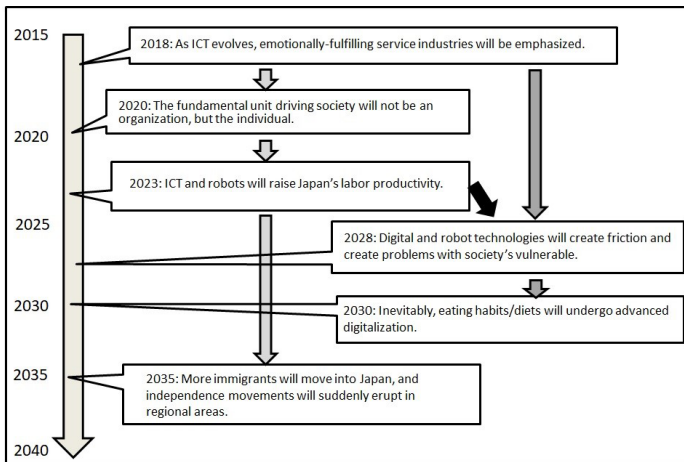 2015
2018: As ICT evolves, emotionally-fulfilling service industries will be emphasized.
2020: The fundamental unit driving society will not be an
organization, but the individual.
2020
2023: ICT and robots will raise Japan's labor productivity.
2025
2028: Digital and robot technologies will create friction and
create problems with society's vulnerable.
2030
2030: Inevitably, eating habits/diets will undergo advanced
digitalization.
2035
2035: More immigrants will move into Japan, and
independence movements will suddenly erupt in
regional areas.
2040